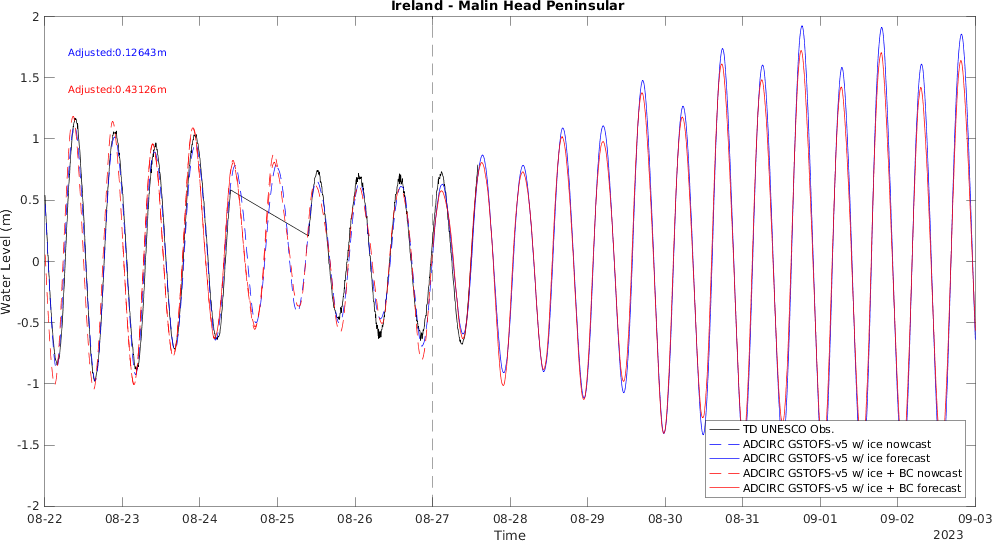 Ireland - Malin Head Peninsular
2
1.5
1
0.5
0
-0.5
-1
-1.5
-2
Water Level (m)
Adjusted:0.12643m
Adjusted:0.43126m
TD UNESCO Obs.
ADCIRC GSTOFS-v5 w/ ice nowcast
ADCIRC GSTOFS-v5 w/ ice forecast
ADCIRC GSTOFS-v5 w/ ice + BC nowcast
ADCIRC GSTOFS-v5 w/ ice + BC forecast
08-22 08-23 08-24 08-25 08-26 08-27 08-28 08-29 08-30 08-31 09-01 09-02 09-03
Time
2023